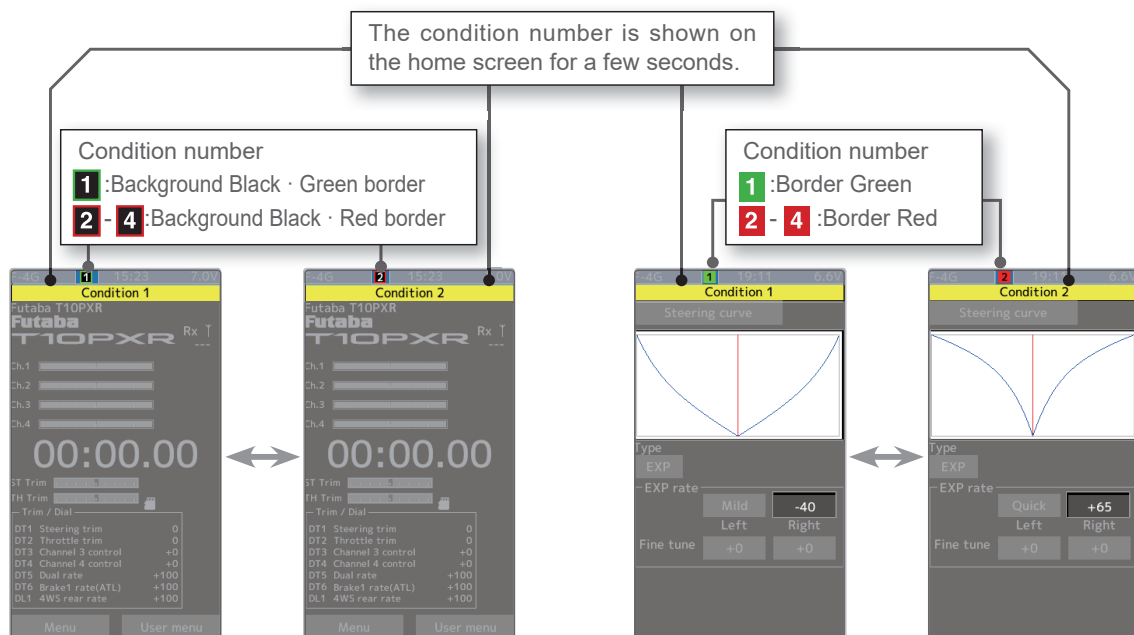 The condition number is shown on
the home screen for a few seconds.
Condition number
1 :Background Black · Green border
2 - 4 :Background Black · Red border
Condition number
1 :Border Green
2 - 4 :Border Red
F-4G 1 15:23 7.0V
Condition 1
Futaba T10PXR
Futaba
T10PXR
Rx
---
Ch.1
Ch.2
Ch.3
Ch.4
00:00.00
ST Trim
TH Trim
Trim / Dial
DT1 Steering trim 0
DT2 Throttle trim 0
DT3 Channel 3 control +0
DT4 Channel 4 control +0
DT5 Dual rate +100
DT6 Brake1 rate(ATL) +100
DL1 4WS rear rate +100
Menu User menu
F-4G 2 15:23
Condition 2
Futaba T10PXR
Futaba
T10PXR
Rx
---
Ch.1
Ch.2
Ch.3
Ch.4
00:00.00
ST Trim
TH Trim
Trim / Dial
DT1 Steering trim 0
DT2 Throttle trim 0
DT3 Channel 3 control +0
DT4 Channel 4 control +0
DT5 Dual rate +100
DT6 Brake1 rate(ATL) +100
DL1 4WS rear rate +100
Menu User menu
1 19:11 6.6V
Condition 1
Steering curve
Type
EXP
EXP rate
Mild -40
Left Right
Fine tune +0 +0
2 6.6V
Condition 2
Steering curve
Type
EXP
EXP rate
Quick +65
Left Right
Fine tune +0 +0